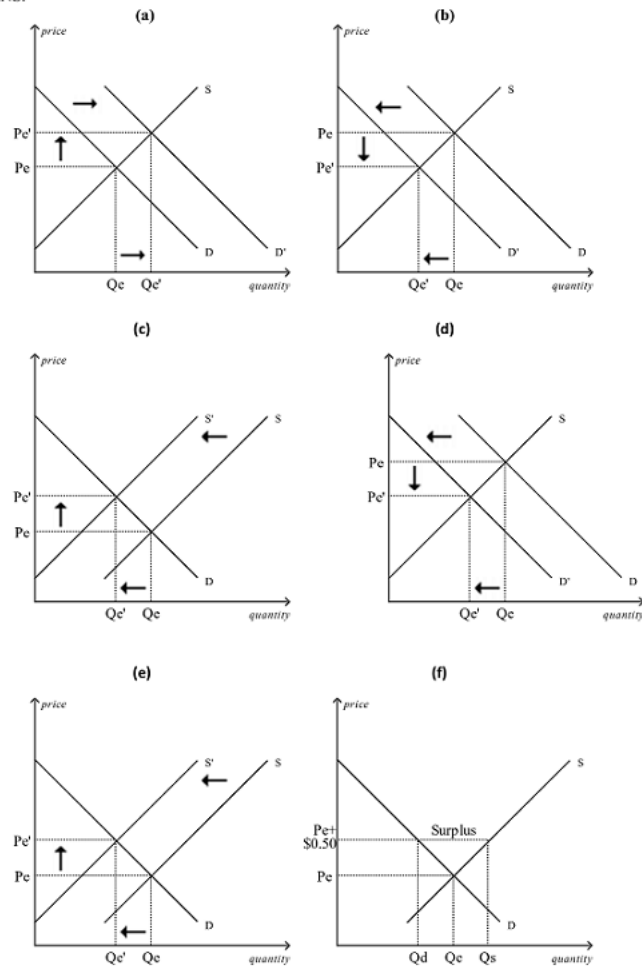 (a)
price
S
Pe'
Pe
D
D'
Qe
Qe'
quantity
(b)
price
S
Pe
Pe'
D'
D
Qe'
Qe
quantity
(c)
price
S'
S
Pe'
Pe
D
Qe'
Qe
quantity
(d)
price
S
Pe
Pe'
D'
D
Qe'
Qe
quantity
(e)
price
S'
S
Pe'
Pe
D
Qe'
Qe
quantity
(f)
price
S
Pe+
$0.50
Surplus
Pe
D
Qd
Qe
Qs
quantity